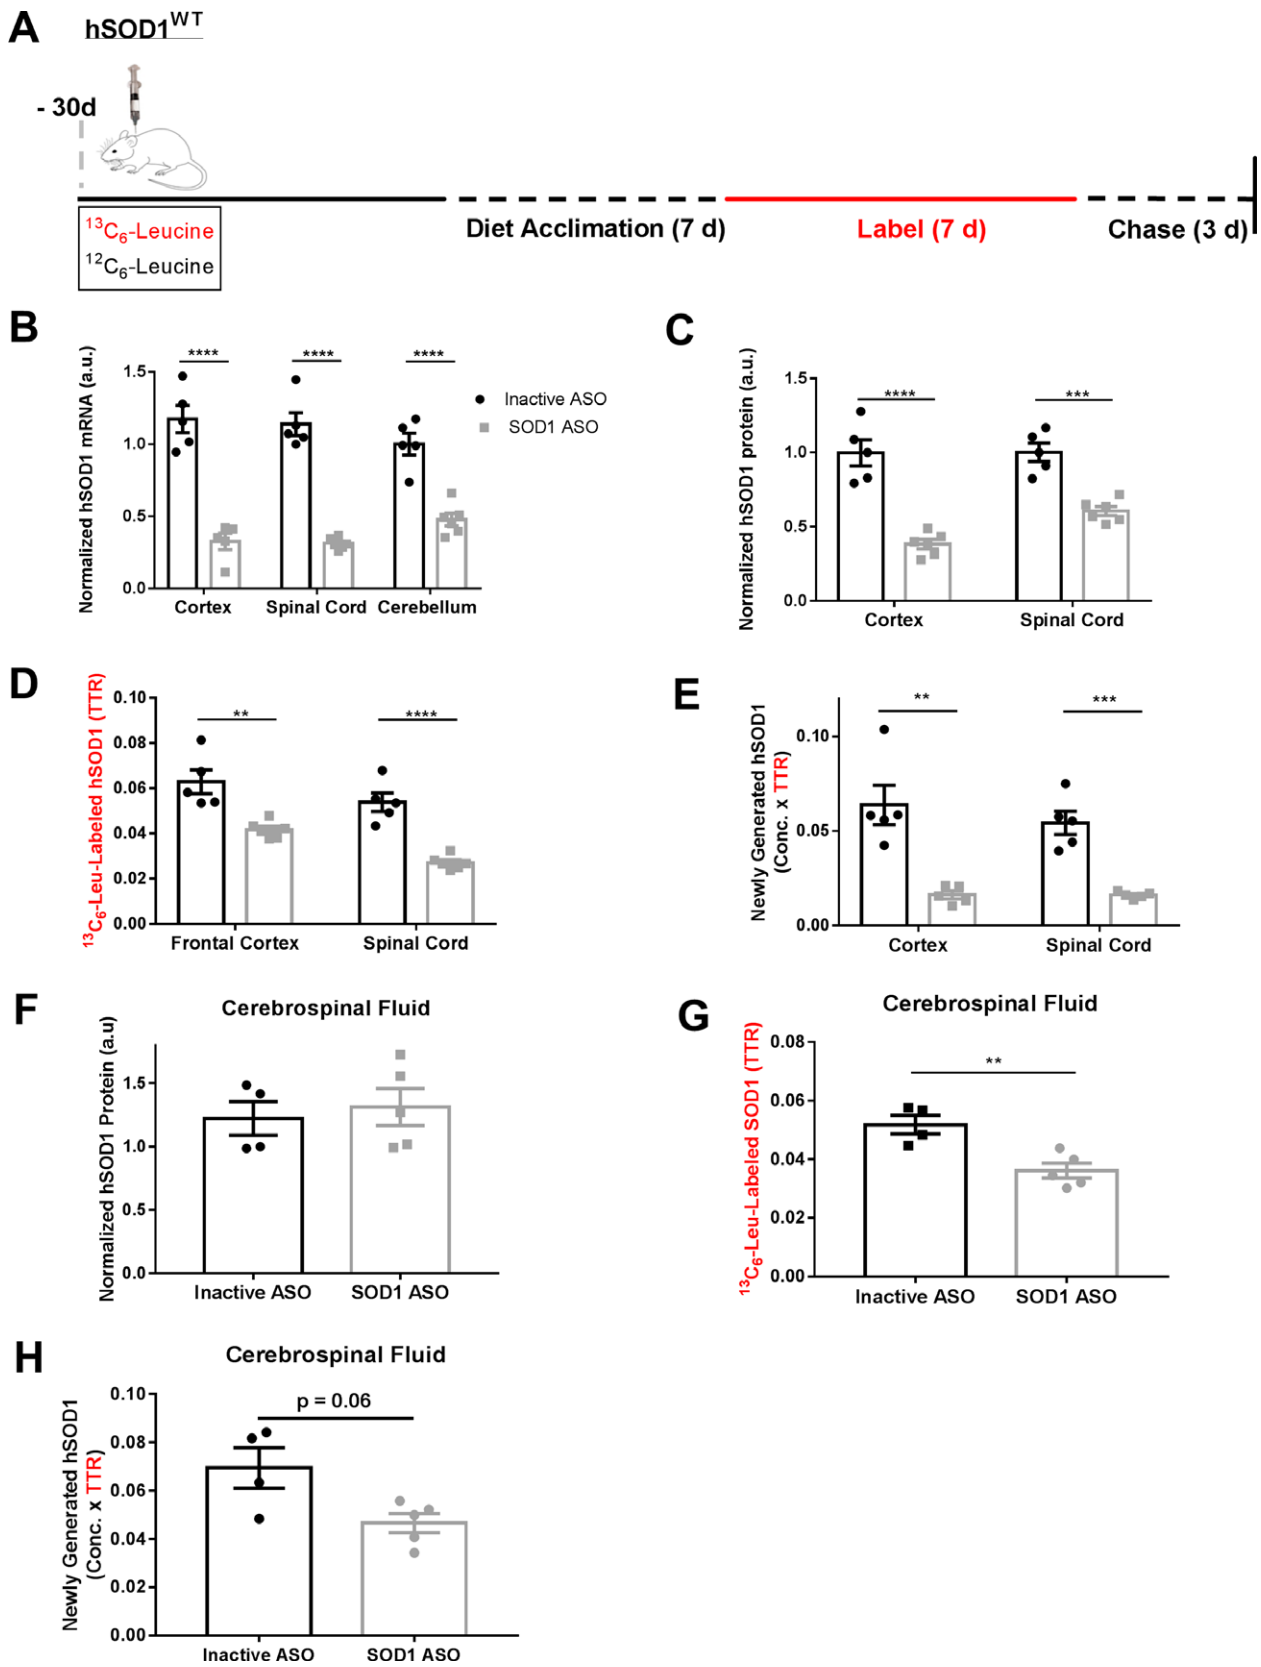 A
hSOD1WT
- 30d
13C6-Leucine
12C6-Leucine
Diet Acclimation (7 d)
Label (7 d)
Chase (3 d)
B
Normalized hSOD1 mRNA (a.u.)
1.5
1.0
0.5
0.0
****
****
****
Cortex
Spinal Cord
Cerebellum
Inactive ASO
SOD1 ASO
C
Normalized hSOD1 protein (a.u.)
1.5
1.0
0.5
0.0
****
***
Cortex
Spinal Cord
D
13C6-Leu-Labeled hSOD1 (TTR)
0.10
0.08
0.06
0.04
0.02
0.00
**
****
Frontal Cortex
Spinal Cord
E
Newly Generated hSOD1
(Conc. x TTR)
0.10
0.05
0.00
**
***
Cortex
Spinal Cord
F
Cerebrospinal Fluid
Normalized hSOD1 Protein (a.u)
1.5
1.0
0.5
0.0
Inactive ASO
SOD1 ASO
G
Cerebrospinal Fluid
13C6-Leu-Labeled SOD1 (TTR)
0.08
0.06
0.04
0.02
0.00
**
Inactive ASO
SOD1 ASO
H
Cerebrospinal Fluid
Newly Generated hSOD1
(Conc. x TTR)
0.10
0.08
0.06
0.04
0.02
0.00
p = 0.06
Inactive ASO
SOD1 ASO